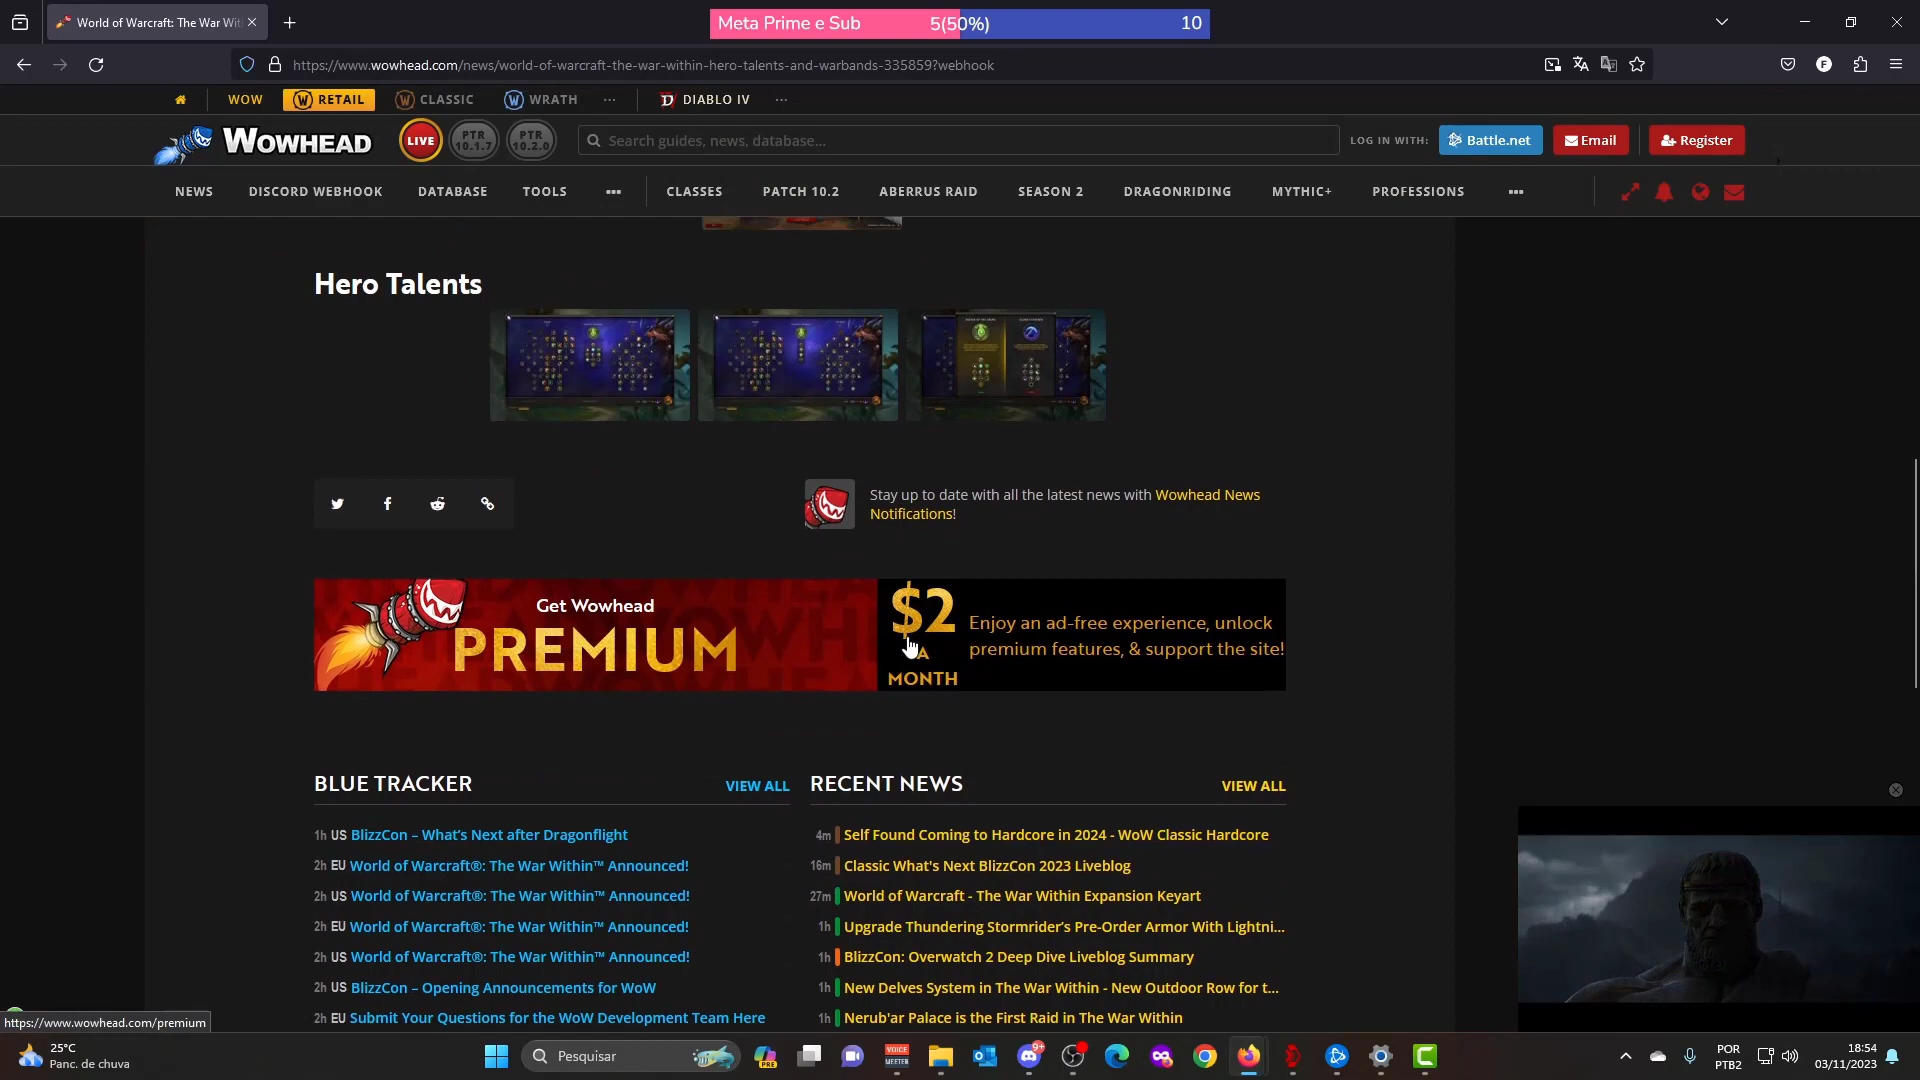 World of Warcraft: The War Wit
Meta Prime e Sub 5(50%) 10
https://www.wowhead.com/news/world-of-warcraft-the-war-within-hero-talents-and-warbands-335859?webhook
WOW RETAIL CLASSIC WRATH ... DIABLO IV ...
WOWHEAD LIVE PTR 10.1.7 PTR 10.2.0 Search guides, news, database... LOG IN WITH: Battle.net Email Register
NEWS DISCORD WEBHOOK DATABASE TOOLS ... CLASSES PATCH 10.2 ABERRUS RAID SEASON 2 DRAGONRIDING MYTHIC+ PROFESSIONS ...
Hero Talents
Stay up to date with all the latest news with Wowhead News
Notifications!
Get Wowhead
PREMIUM
$2
A
MONTH
Enjoy an ad-free experience, unlock
premium features, & support the site!
BLUE TRACKER VIEW ALL
1h US BlizzCon – What's Next after Dragonflight
2h EU World of Warcraft®: The War Within™ Announced!
2h US World of Warcraft®: The War Within™ Announced!
2h EU World of Warcraft®: The War Within™ Announced!
2h US World of Warcraft®: The War Within™ Announced!
2h US BlizzCon – Opening Announcements for WoW
2h EU Submit Your Questions for the WoW Development Team Here
RECENT NEWS VIEW ALL
4m Self Found Coming to Hardcore in 2024 - WoW Classic Hardcore
16m Classic What's Next BlizzCon 2023 Liveblog
27m World of Warcraft - The War Within Expansion Keyart
1h Upgrade Thundering Stormrider's Pre-Order Armor With Lightni...
1h BlizzCon: Overwatch 2 Deep Dive Liveblog Summary
1h New Delves System in The War Within - New Outdoor Row for t...
1h Nerub'ar Palace is the First Raid in The War Within
https://www.wowhead.com/premium
25°C
Panc. de chuva
Pesquisar
PRE
VOICE
MEETER
9+
POR
PTB2
18:54
03/11/2023